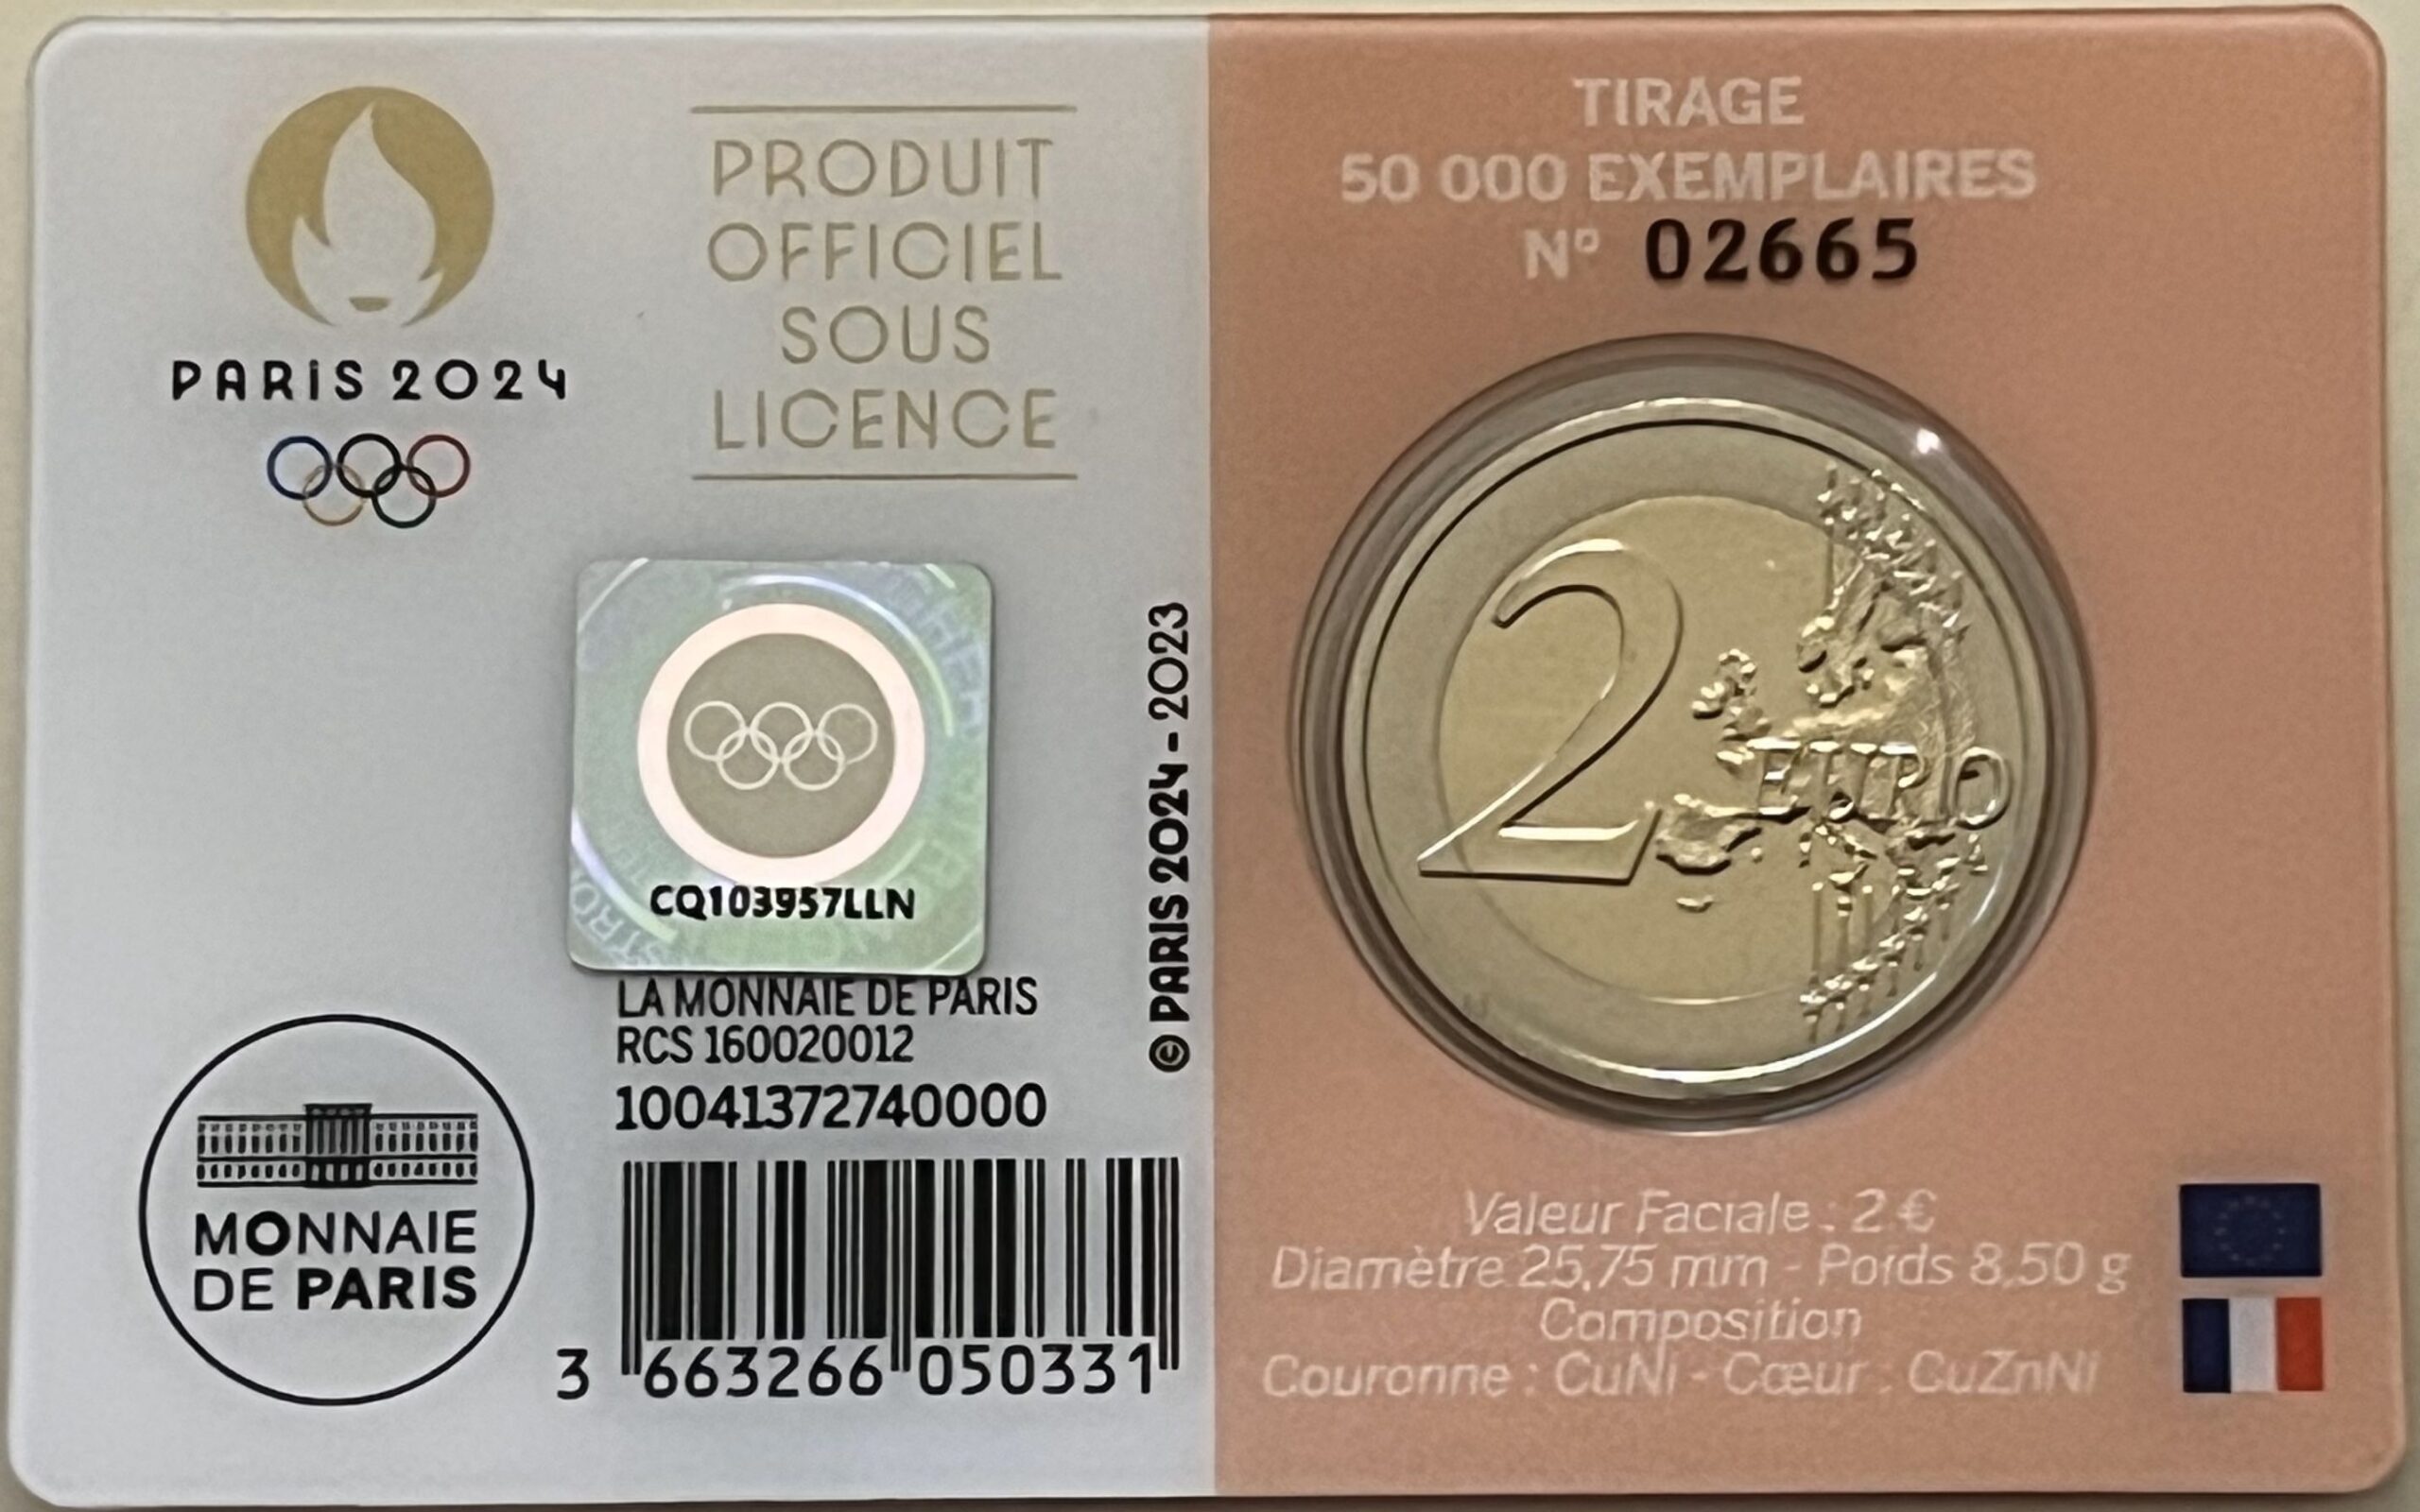 PARIS 2024
PRODUIT
OFFICIEL
SOUS
LICENCE
CQ103957LLN
LA MONNAIE DE PARIS
RCS 160020012
10041372740000
3 663266 050331
MONNAIE
DE PARIS
© PARIS 2024 - 2023
TIRAGE
50 000 EXEMPLAIRES
Nº 02665
2 EURO
Valeur Faciale : 2 €
Diamètre 25,75 mm - Poids 8,50 g
Composition
Couronne : CuNi - Cœur : CuZnNi